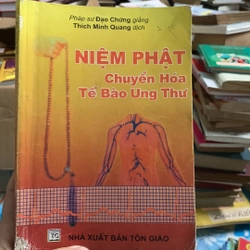 Pháp sư Đạo Chứng giảng
Thích Minh Quang dịch
NIỆM PHẬT
Chuyển Hóa
Tế Bào Ung Thư
NHÀ XUẤT BẢN TÔN GIÁO